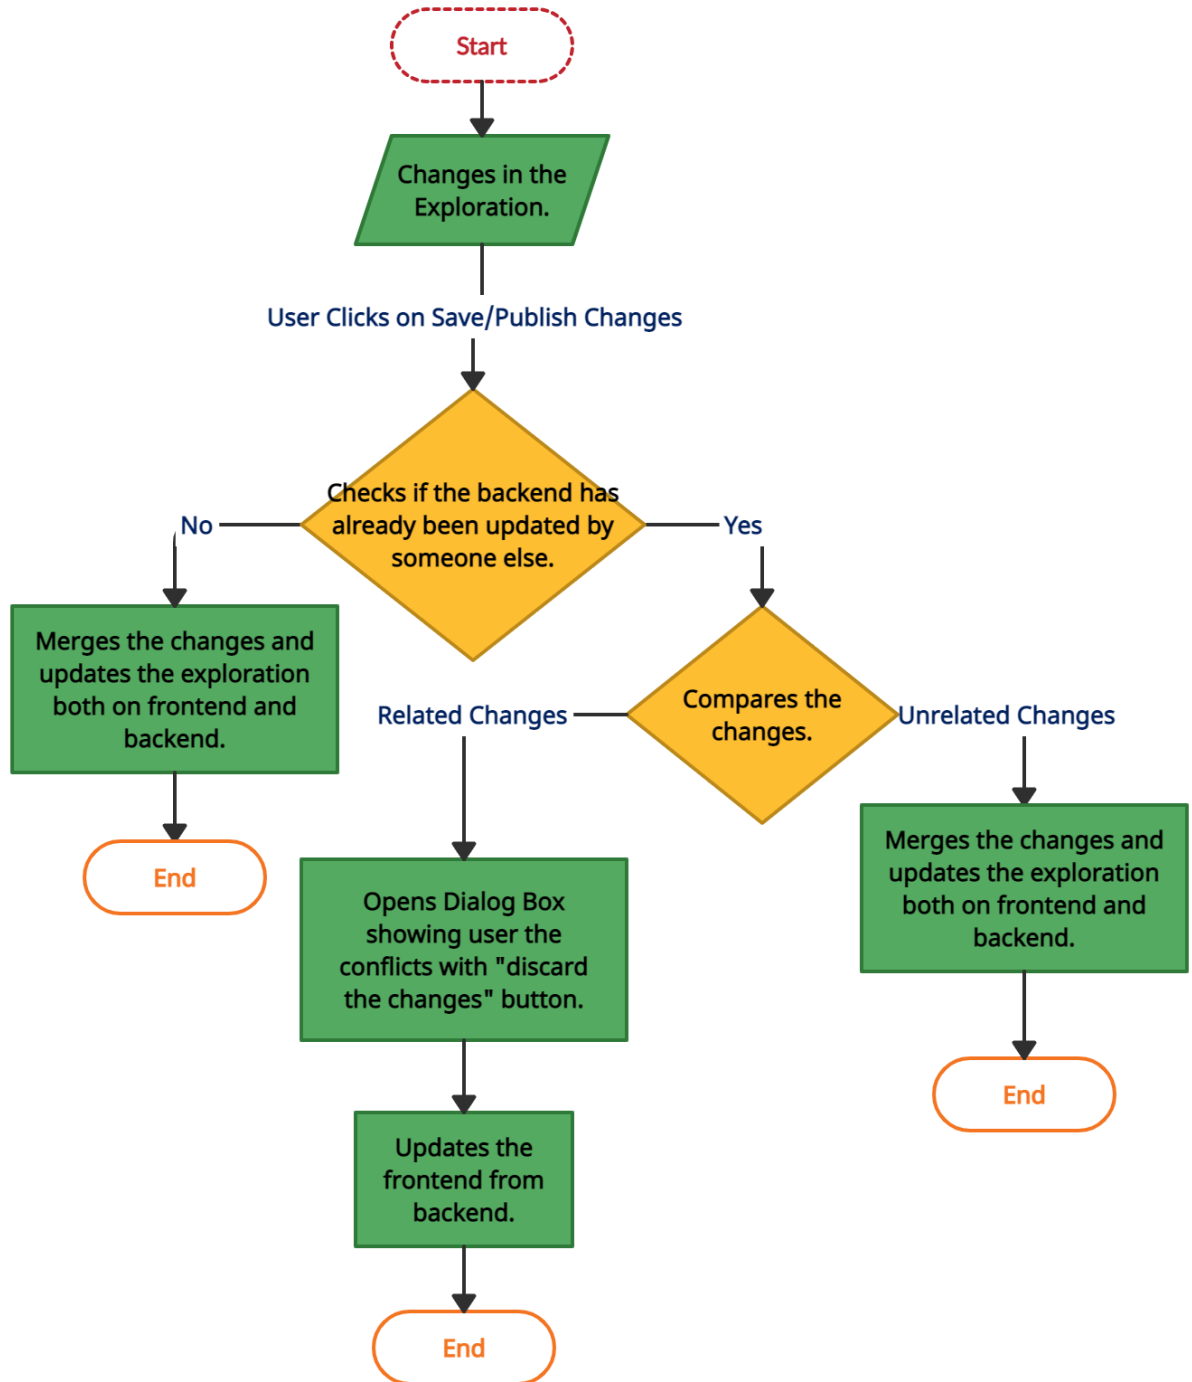 Start
Changes in the
Exploration.
User Clicks on Save/Publish Changes
Checks if the backend has
already been updated by
someone else.
No
Yes
Merges the changes and
updates the exploration
both on frontend and
backend.
End
Compares the
changes.
Related Changes
Unrelated Changes
Opens Dialog Box
showing user the
conflicts with "discard
the changes" button.
Updates the
frontend from
backend.
End
Merges the changes and
updates the exploration
both on frontend and
backend.
End